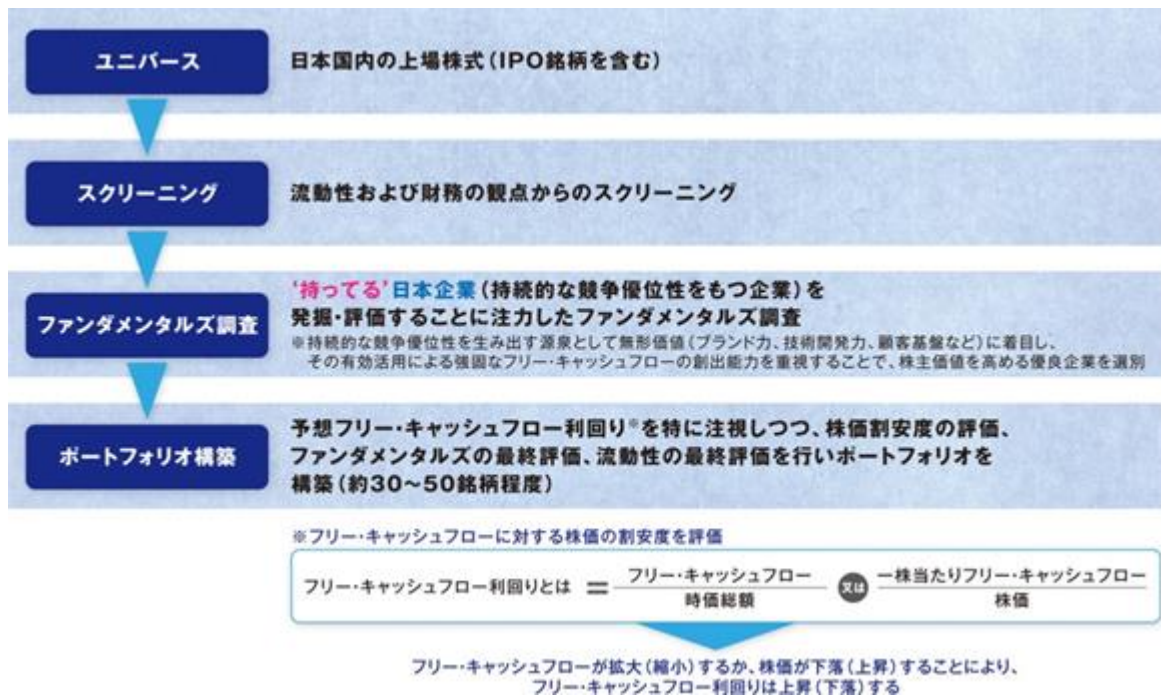 ユニバース
日本国内の上場株式（IPO銘柄を含む）
スクリーニング
流動性および財務の観点からのスクリーニング
ファンダメンタルズ調査
‘持ってる’日本企業（持続的な競争優位性をもつ企業）を
発掘・評価することに注力したファンダメンタルズ調査
※持続的な競争優位性を生み出す源泉として無形価値（ブランド力、技術開発力、顧客基盤など）に着目し、
その有効活用による強固なフリー・キャッシュフローの創出能力を重視することで、株主価値を高める優良企業を選別
ポートフォリオ構築
予想フリー・キャッシュフロー利回り※を特に注視しつつ、株価割安度の評価、
ファンダメンタルズの最終評価、流動性の最終評価を行いポートフォリオを
構築（約30～50銘柄程度）
※フリー・キャッシュフローに対する株価の割安度を評価
フリー・キャッシュフロー利回りとは ＝ フリー・キャッシュフロー 又は 一株当たりフリー・キャッシュフロー
時価総額 株価
フリー・キャッシュフローが拡大（縮小）するか、株価が下落（上昇）することにより、
フリー・キャッシュフロー利回りは上昇（下落）する